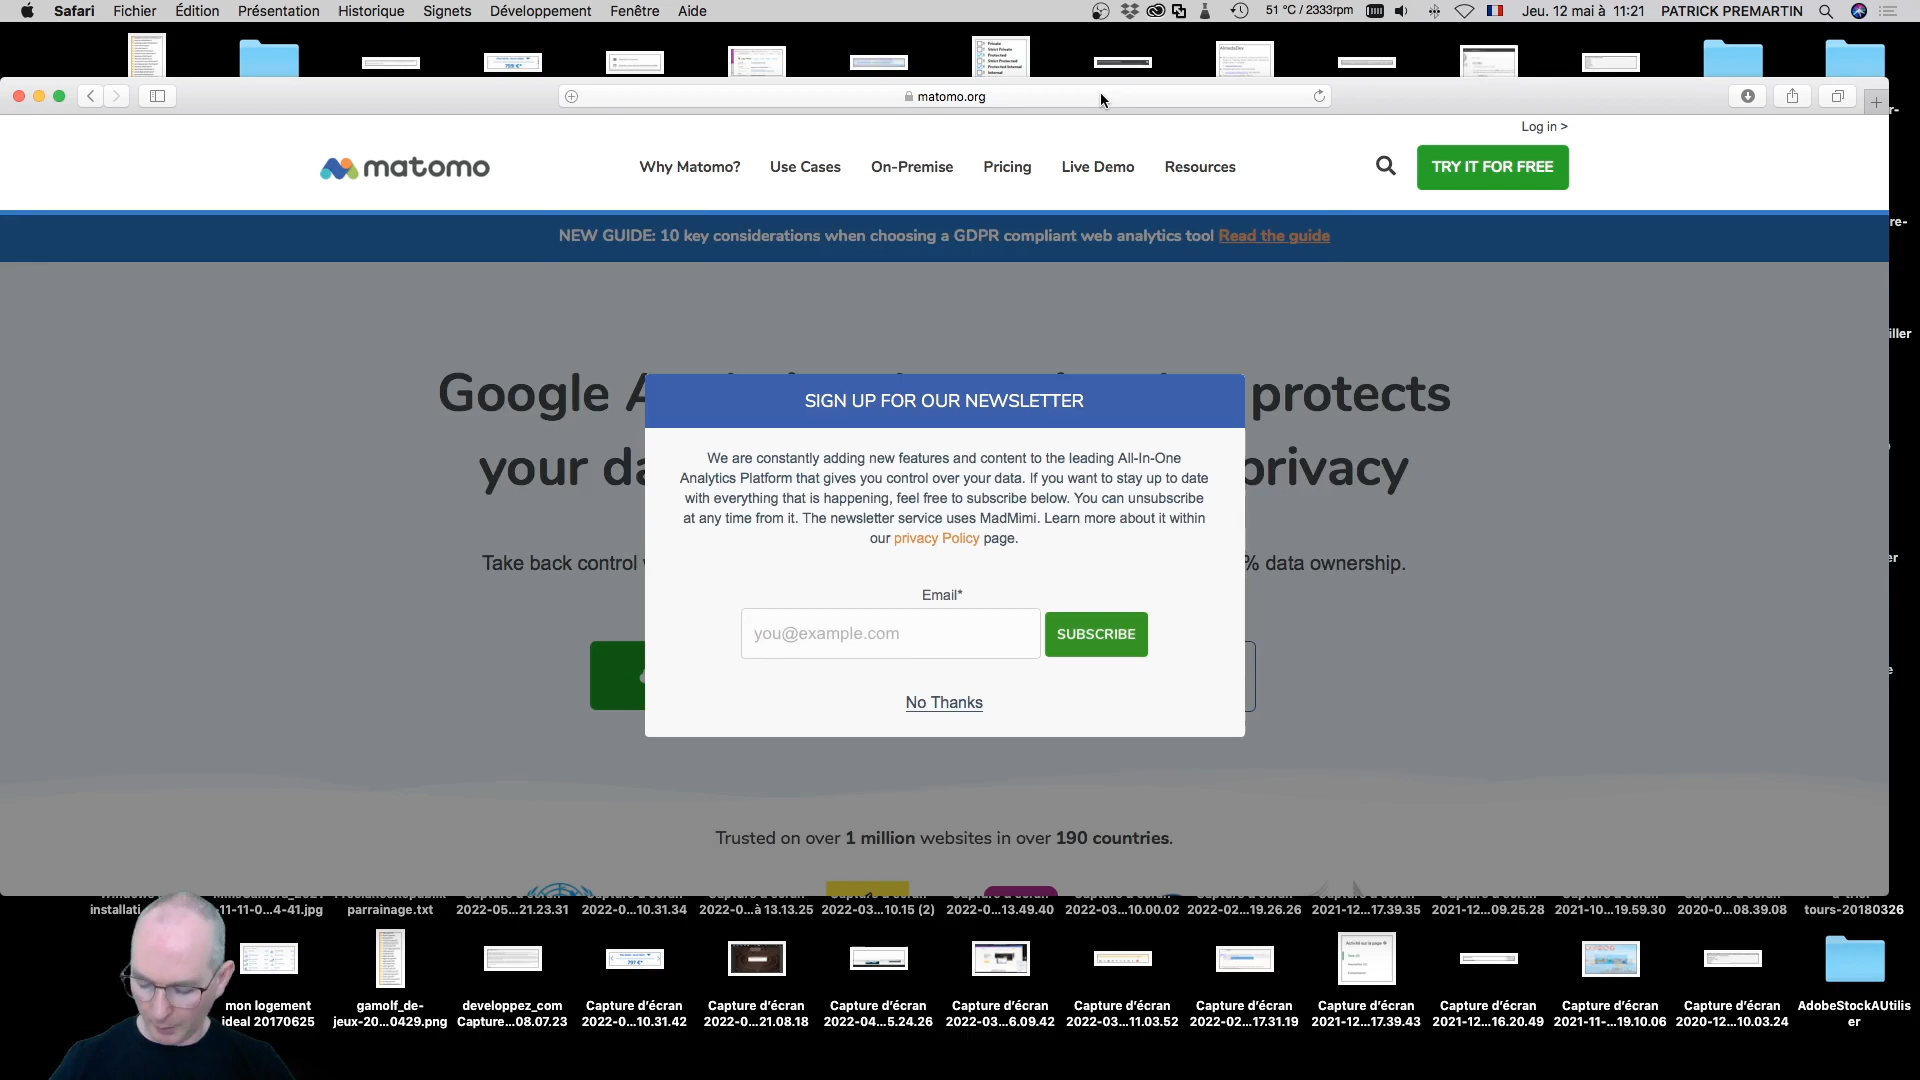 Safari Fichier Édition Présentation Historique Signets Développement Fenêtre Aide
51 °C / 2333rpm Jeu. 12 mai à 11:21 PATRICK PREMARTIN
matomo.org
Log in >
matomo
Why Matomo? Use Cases On-Premise Pricing Live Demo Resources
TRY IT FOR FREE
NEW GUIDE: 10 key considerations when choosing a GDPR compliant web analytics tool Read the guide
Google protects
your privacy
Take back control
% data ownership.
SIGN UP FOR OUR NEWSLETTER
We are constantly adding new features and content to the leading All-In-One
Analytics Platform that gives you control over your data. If you want to stay up to date
with everything that is happening, feel free to subscribe below. You can unsubscribe
at any time from it. The newsletter service uses MadMimi. Learn more about it within
our privacy Policy page.
Email*
you@example.com
SUBSCRIBE
No Thanks
Trusted on over 1 million websites in over 190 countries.
installati
-11-11-0...4-41.jpg
parrainage.txt
2022-05...21.23.31
2022-0...10.31.34
2022-0...à 13.13.25
2022-03...10.15 (2)
2022-0...13.49.40
2022-03...10.00.02
2022-02...19.26.26
2021-12...17.39.35
2021-12...09.25.28
2021-10...19.59.30
2020-0...08.39.08
tours-20180326
mon logement
ideal 20170625
gamolf_de-
jeux-20...0429.png
developpez_com
Capture...08.07.23
Capture d'écran
2022-0...10.31.42
Capture d'écran
2022-0...21.08.18
Capture d'écran
2022-04...5.24.26
Capture d'écran
2022-03...6.09.42
Capture d'écran
2022-03...11.03.52
Capture d'écran
2022-02...17.31.19
Capture d'écran
2021-12...17.39.43
Capture d'écran
2021-12...16.20.49
Capture d'écran
2021-11-...19.10.06
Capture d'écran
2020-12...10.03.24
AdobeStockAUtilis
er